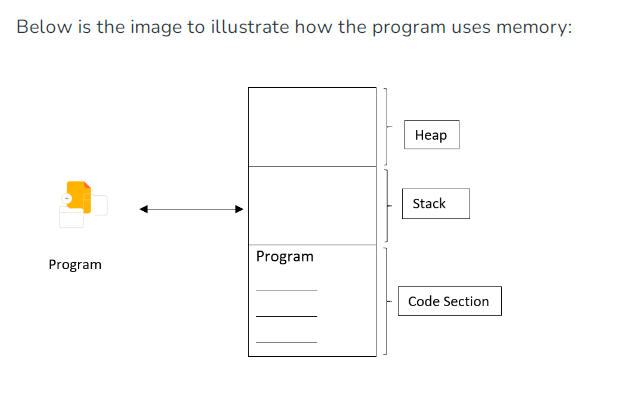 Below is the image to illustrate how the program uses memory:
Heap
Stack
Program
Program
Code Section